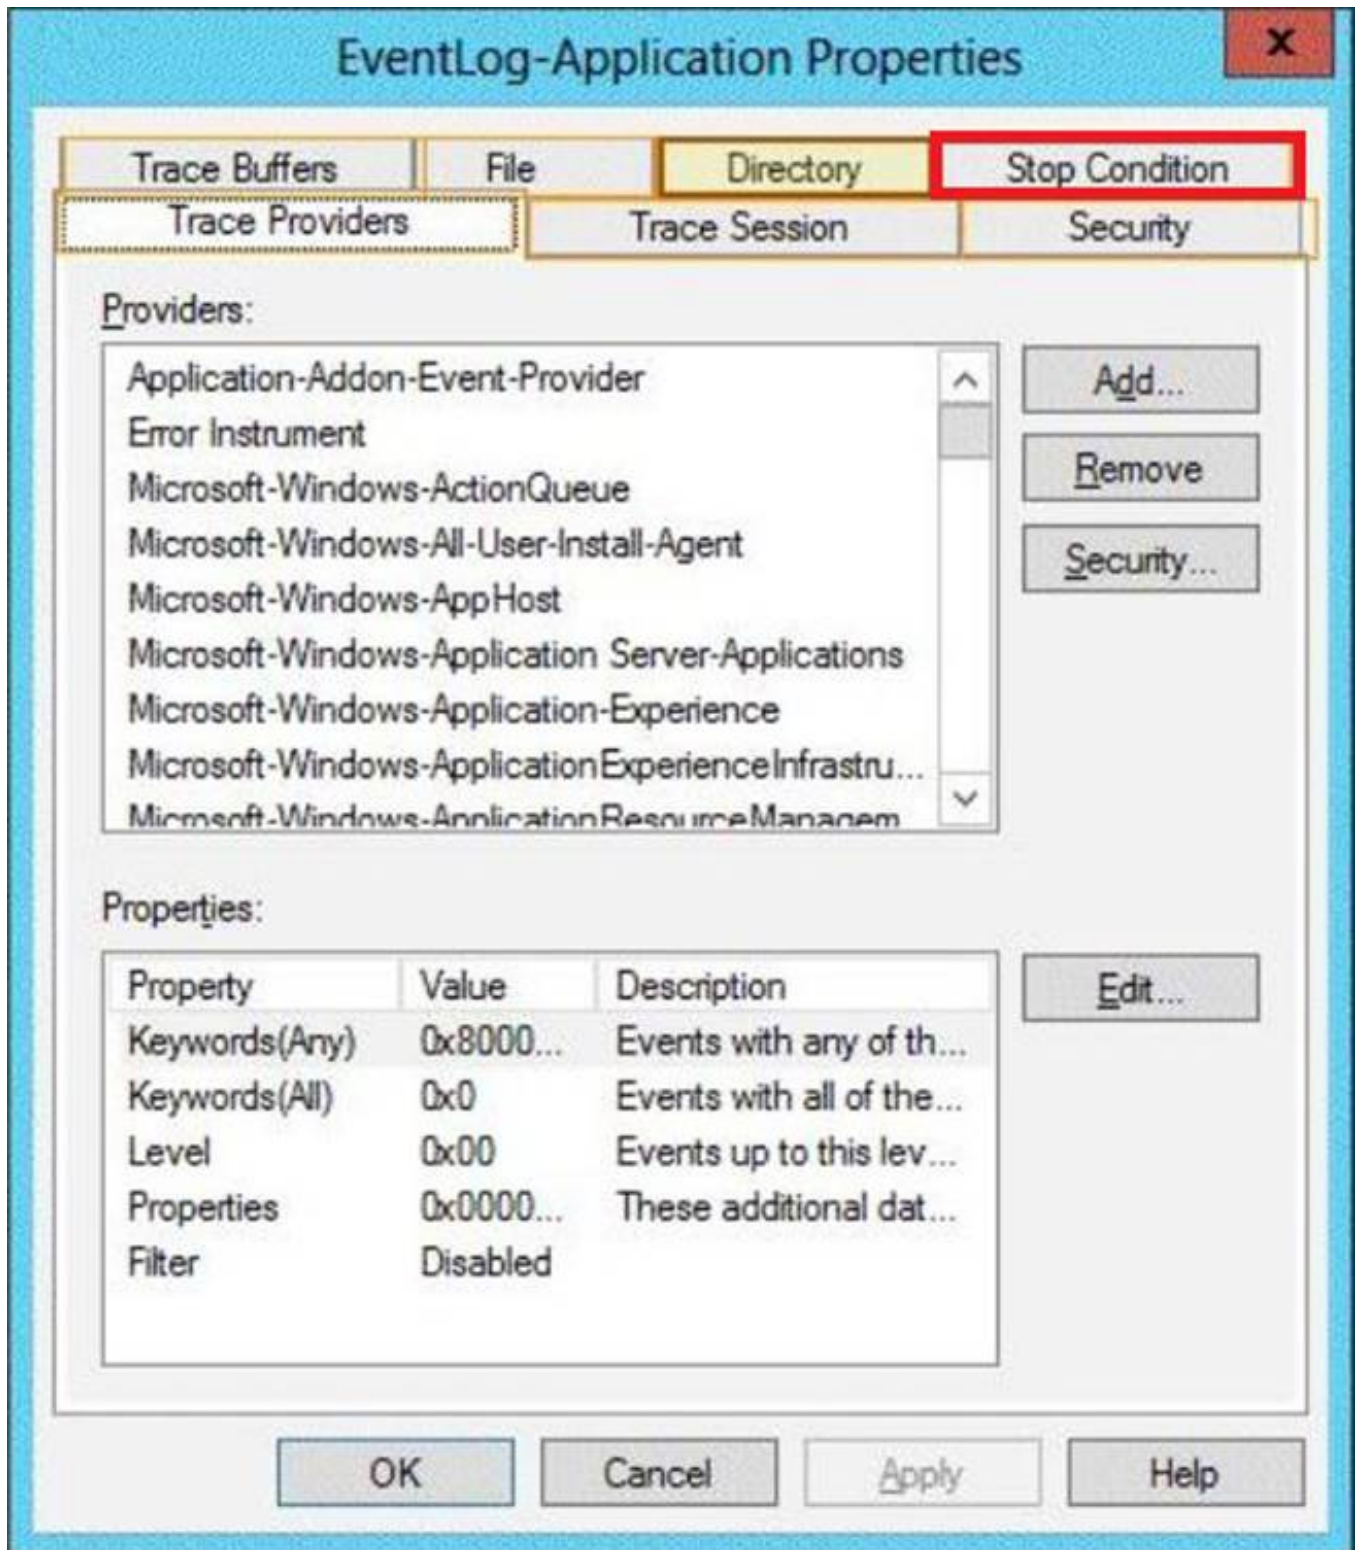 EventLog-Application Properties
x
Trace Buffers File Directory Stop Condition
Trace Providers Trace Session Security
Providers:
Application-Addon-Event-Provider
Error Instrument
Microsoft-Windows-ActionQueue
Microsoft-Windows-All-User-Install-Agent
Microsoft-Windows-AppHost
Microsoft-Windows-Application Server-Applications
Microsoft-Windows-Application-Experience
Microsoft-Windows-ApplicationExperienceInfrastru...
Microsoft-Windows-ApplicationResourceManagem
Add...
Remove
Security...
Properties:
Property Value Description
Keywords(Any) 0x8000... Events with any of th...
Keywords(All) 0x0 Events with all of the...
Level 0x00 Events up to this lev...
Properties 0x0000... These additional dat...
Filter Disabled
Edit...
OK Cancel Apply Help